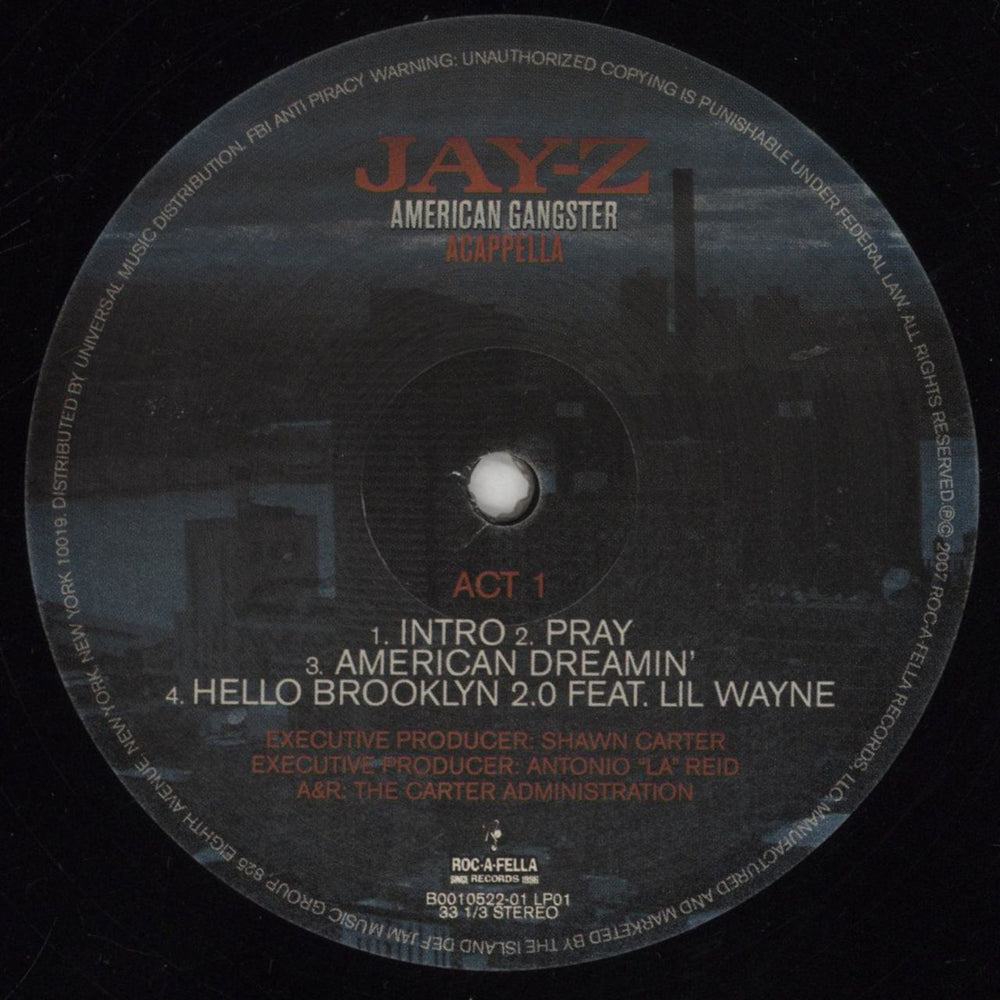 JAY-Z
AMERICAN GANGSTER
ACAPPELLA
ACT 1
1. INTRO 2. PRAY
3. AMERICAN DREAMIN'
4. HELLO BROOKLYN 2.0 FEAT. LIL WAYNE
EXECUTIVE PRODUCER: SHAWN CARTER
EXECUTIVE PRODUCER: ANTONIO "LA" REID
A&R: THE CARTER ADMINISTRATION
ROC-A-FELLA
SINCE RECORDS 1996
B0010522-01 LP01
33 1/3 STEREO
℗© 2007 ROC-A-FELLA RECORDS, LLC. MANUFACTURED AND MARKETED BY THE ISLAND DEF JAM MUSIC GROUP, 825 EIGHTH AVENUE, NEW YORK, NEW YORK 10019. DISTRIBUTED BY UNIVERSAL MUSIC DISTRIBUTION. FBI ANTI PIRACY WARNING: UNAUTHORIZED COPYING IS PUNISHABLE UNDER FEDERAL LAW. ALL RIGHTS RESERVED